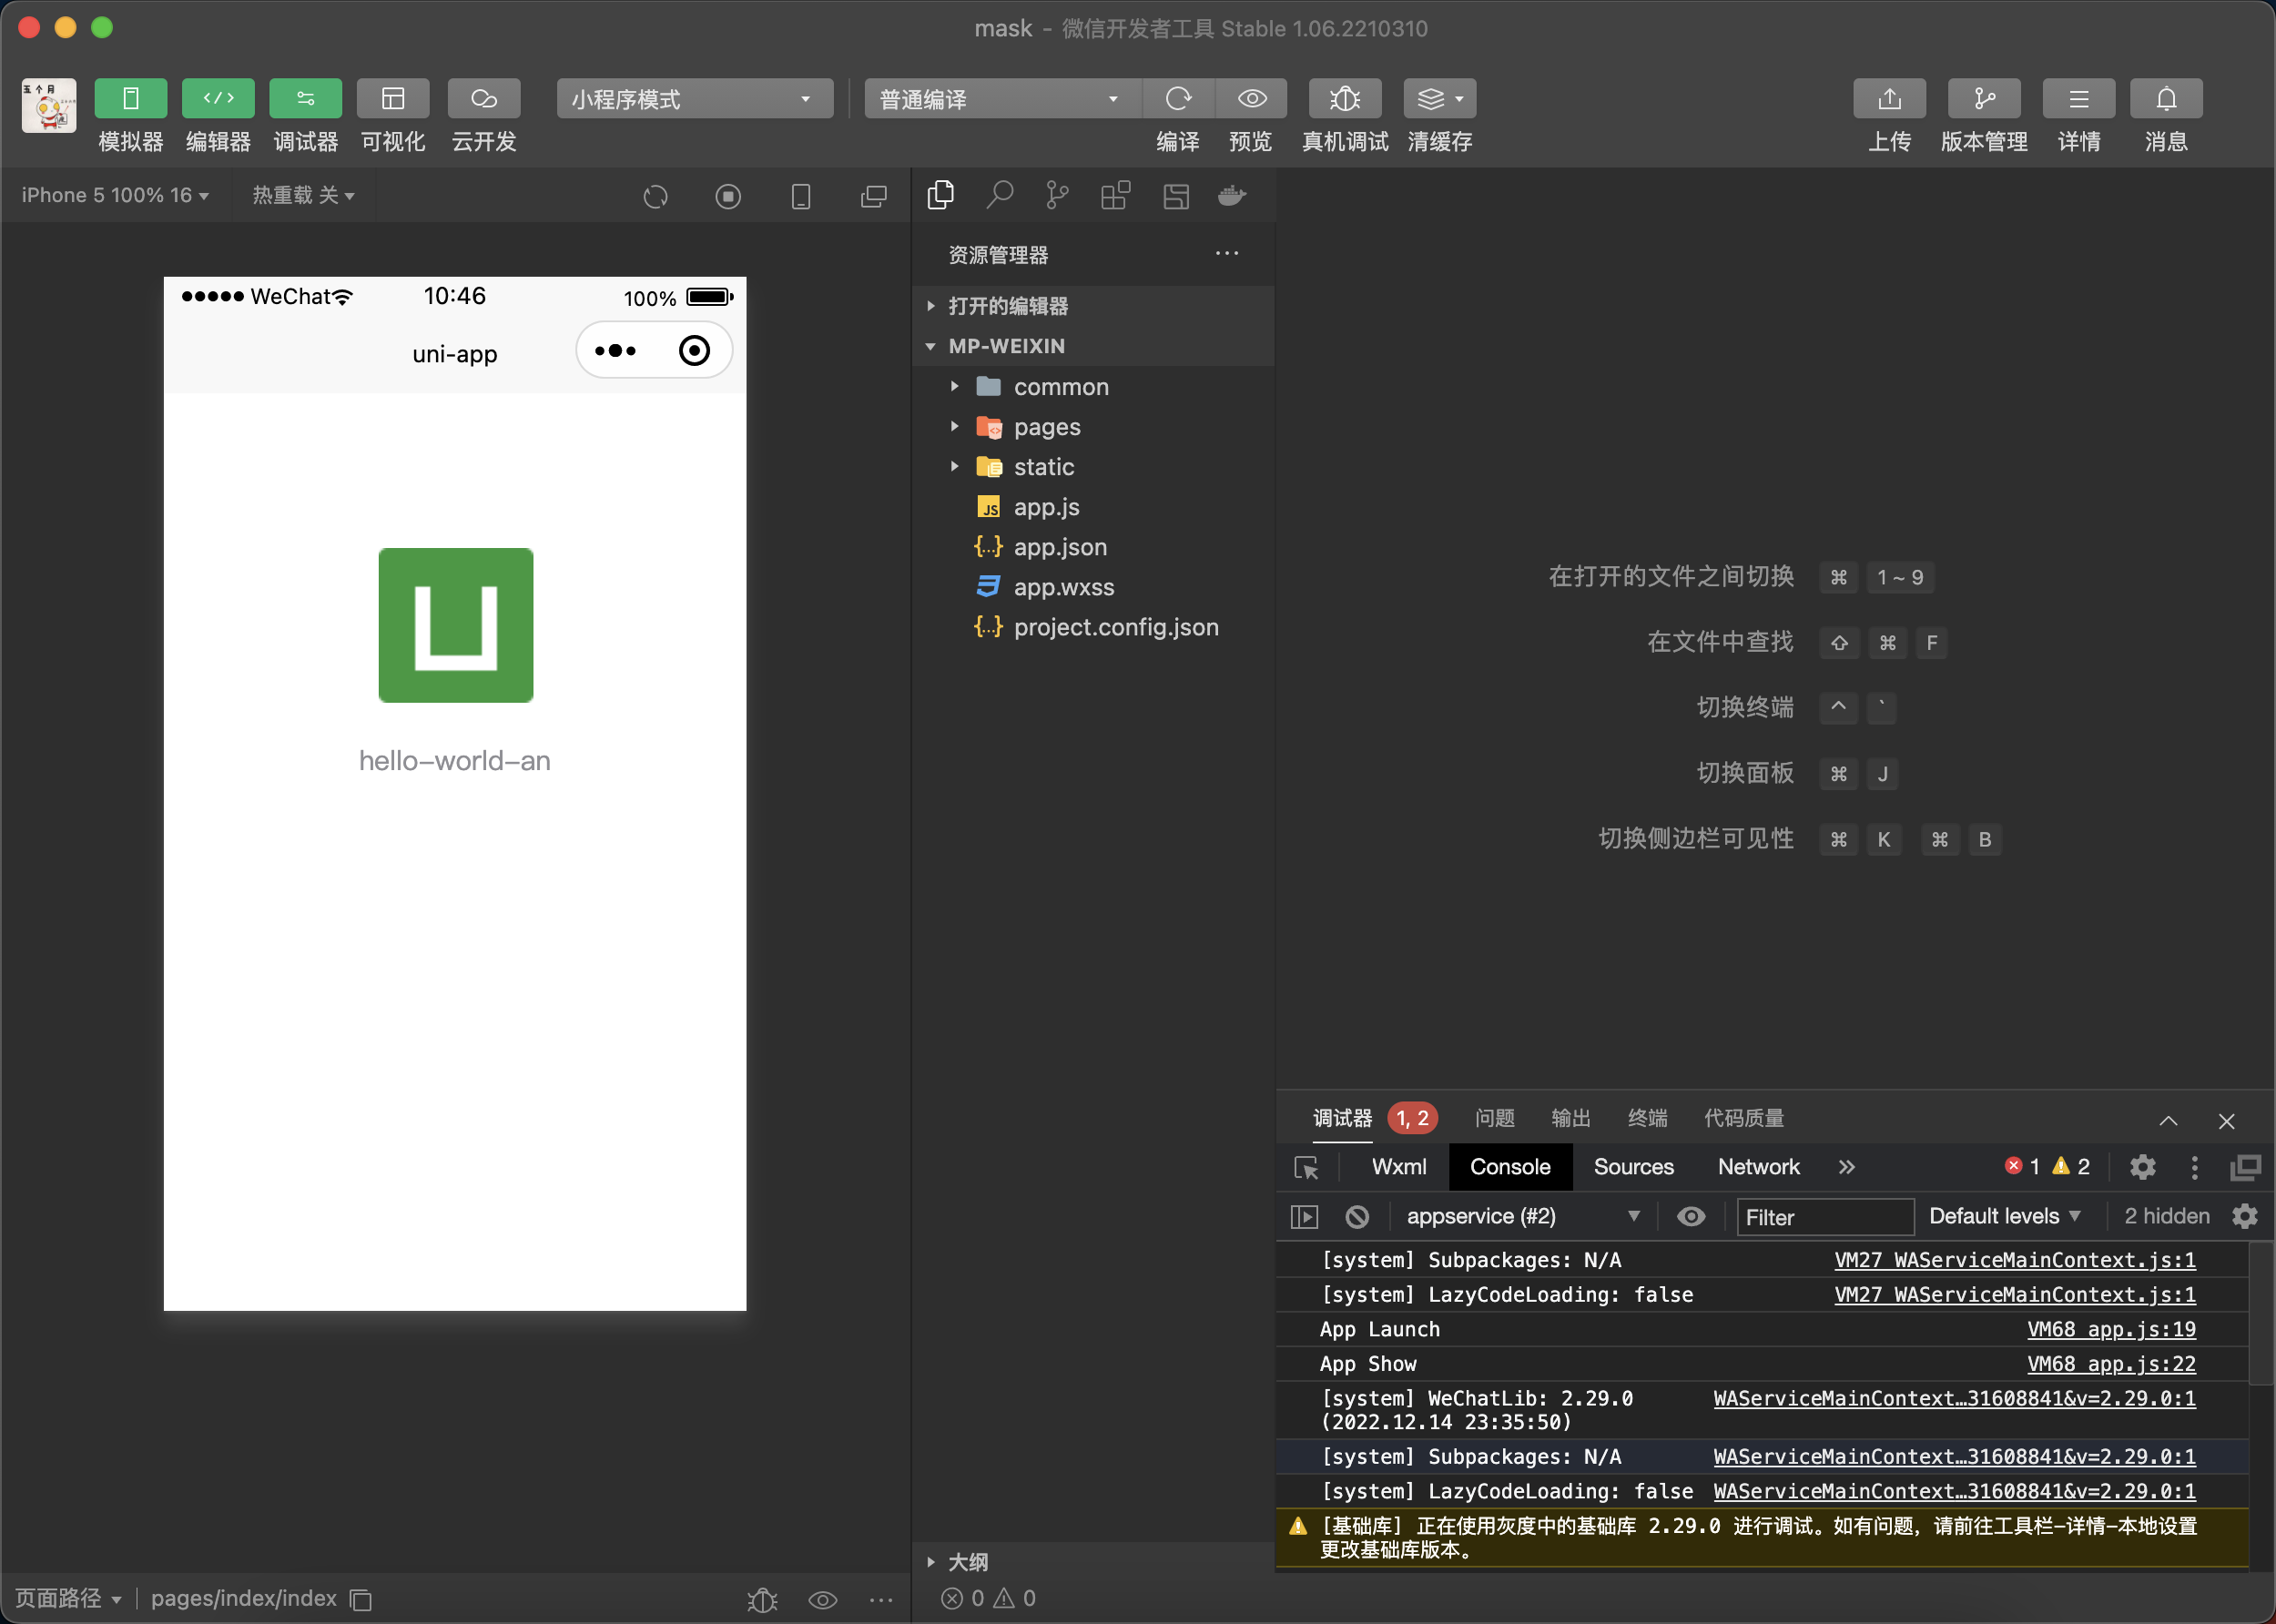 mask - 微信开发者工具 Stable 1.06.2210310
五个月
模拟器 编辑器 调试器 可视化 云开发
小程序模式 普通编译
编译 预览 真机调试 清缓存
上传 版本管理 详情 消息
iPhone 5 100% 16 热重载 关
WeChat 10:46 100%
uni-app
hello-world-an
资源管理器
打开的编辑器
MP-WEIXIN
common
pages
static
JS app.js
{..} app.json
app.wxss
{..} project.config.json
大纲
在打开的文件之间切换 ⌘ 1 ~ 9
在文件中查找 ⇧ ⌘ F
切换终端 ^ `
切换面板 ⌘ J
切换侧边栏可见性 ⌘ K ⌘ B
调试器 1, 2 问题 输出 终端 代码质量
Wxml Console Sources Network » 1 2
appservice (#2) Filter Default levels 2 hidden
[system] Subpackages: N/A VM27 WAServiceMainContext.js:1
[system] LazyCodeLoading: false VM27 WAServiceMainContext.js:1
App Launch VM68 app.js:19
App Show VM68 app.js:22
[system] WeChatLib: 2.29.0 WAServiceMainContext…31608841&v=2.29.0:1
(2022.12.14 23:35:50)
[system] Subpackages: N/A WAServiceMainContext…31608841&v=2.29.0:1
[system] LazyCodeLoading: false WAServiceMainContext…31608841&v=2.29.0:1
[基础库] 正在使用灰度中的基础库 2.29.0 进行调试。如有问题，请前往工具栏-详情-本地设置
更改基础库版本。
页面路径 pages/index/index 0 0